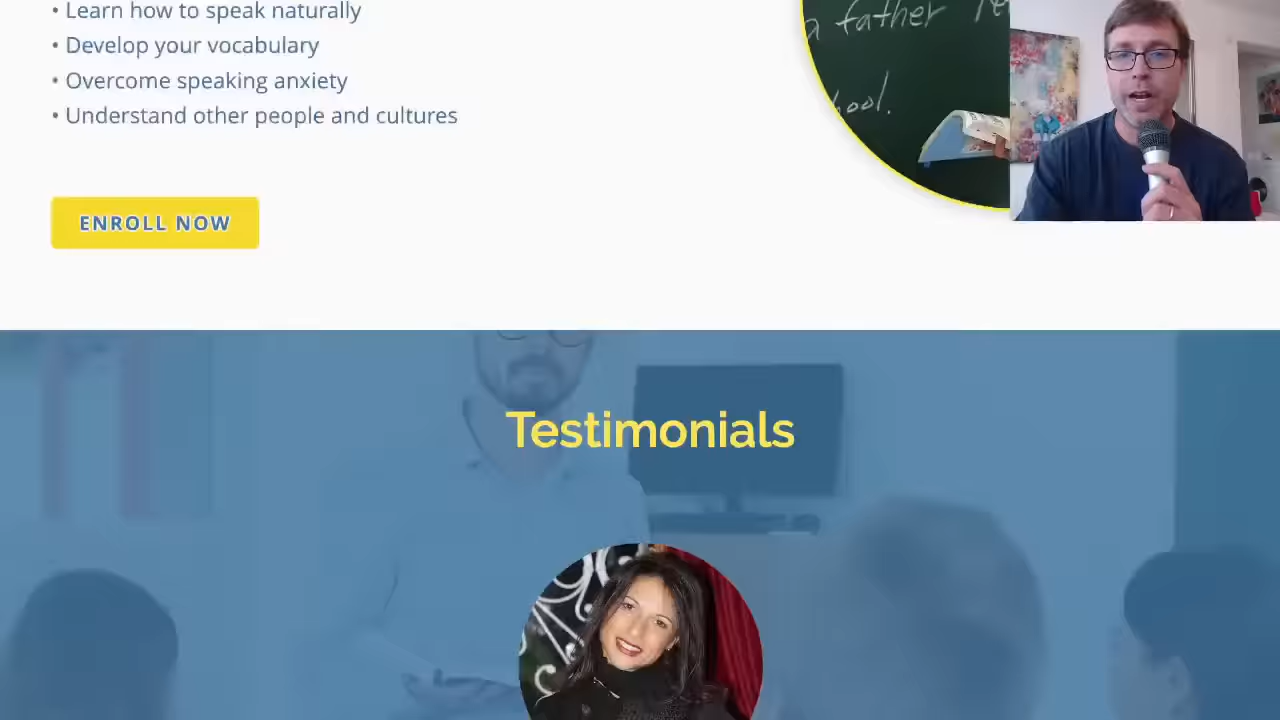 • Learn how to speak naturally
• Develop your vocabulary
• Overcome speaking anxiety
• Understand other people and cultures
a father
ool.
ENROLL NOW
Testimonials